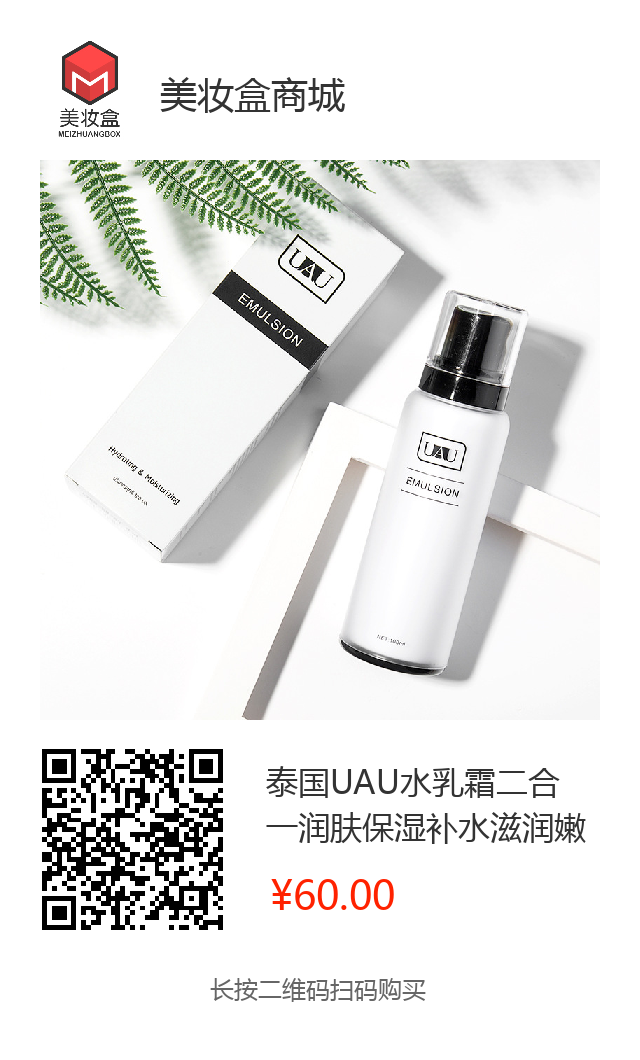 美妆盒
MEIZHUANGBOX
美妆盒商城
UAU
EMULSION
Hydrating & Moisturizing
UAU
EMULSION
泰国UAU水乳霜二合
一润肤保湿补水滋润嫩
¥60.00
长按二维码扫码购买